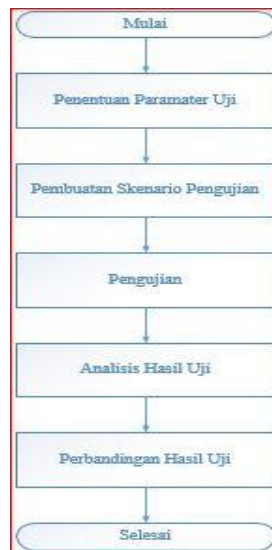 Mulai
Penentuan Paramater Uji
Pembuatan Skenario Pengujian
Pengujian
Analisis Hasil Uji
Perbandingan Hasil Uji
Selesai